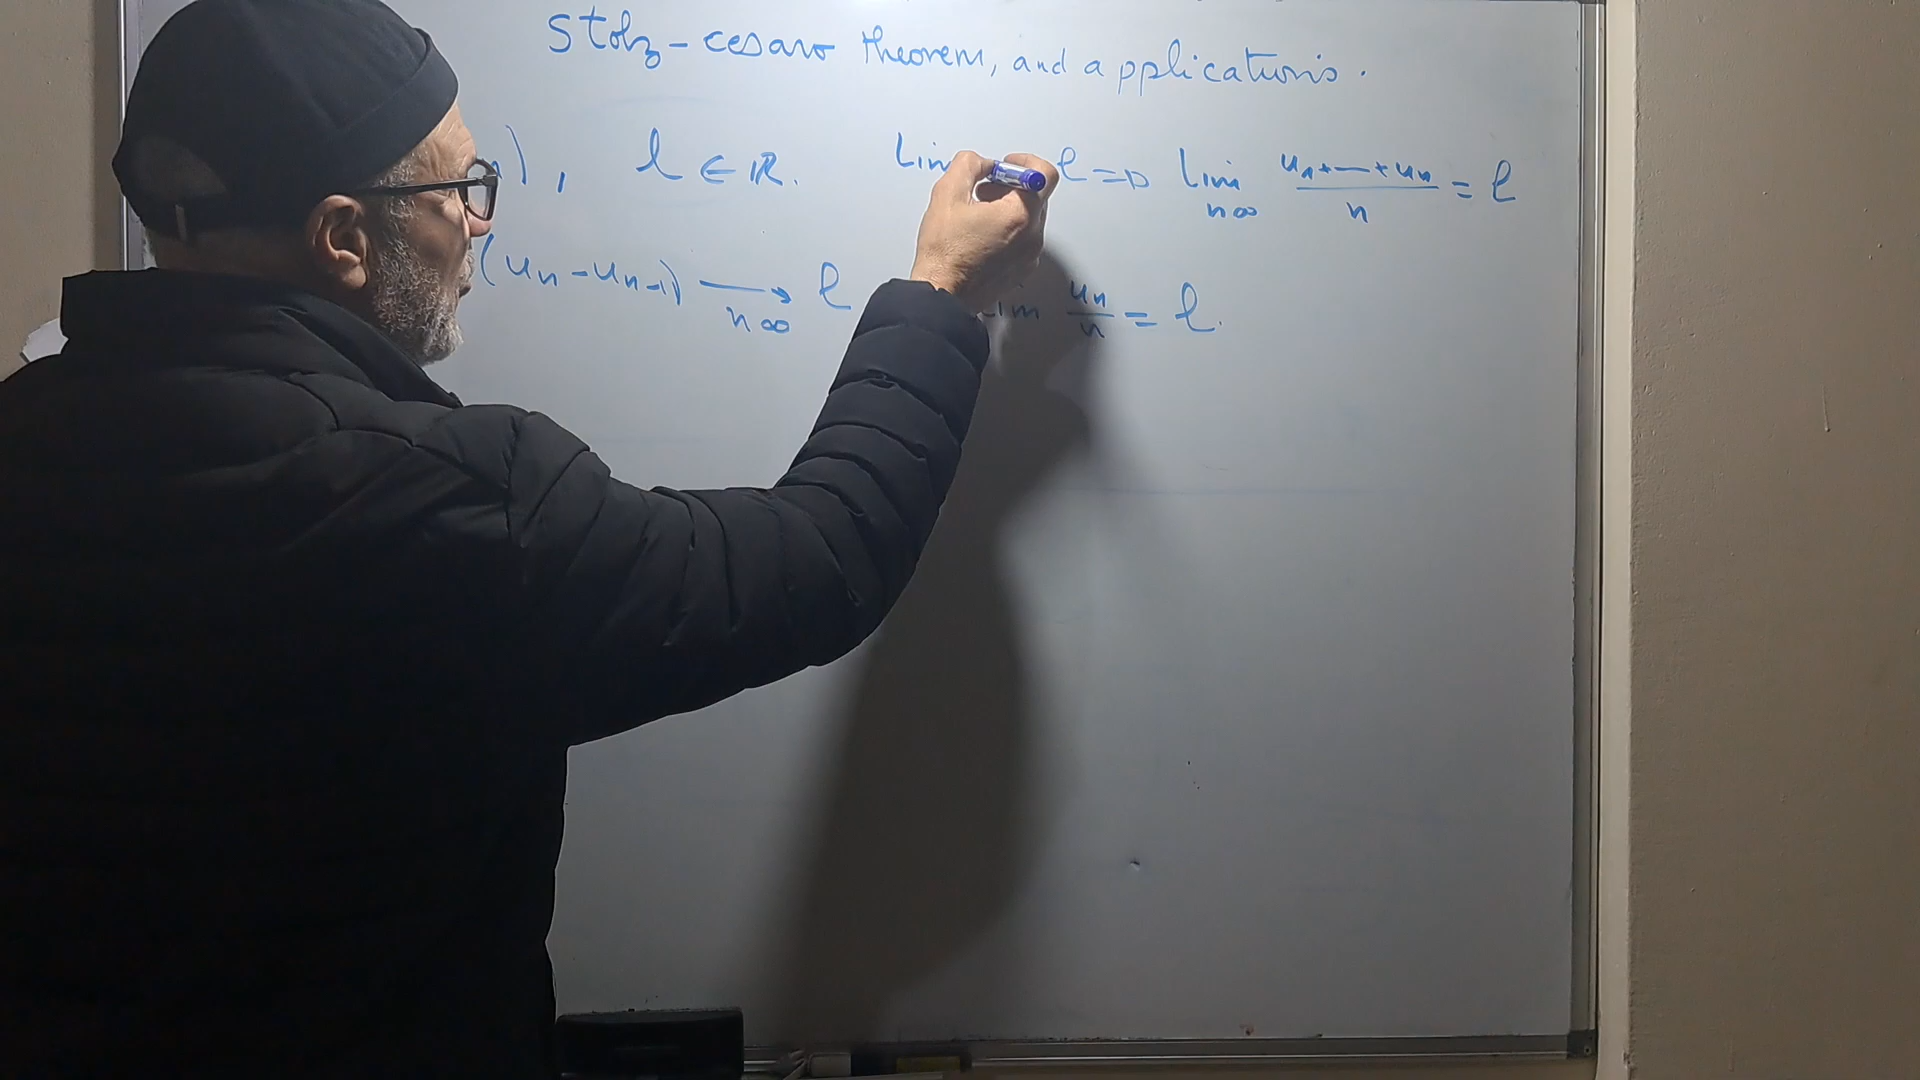 Stolz-cesaro theorem, and applications.
n), l ∈ ℝ. Lim l ⇒ Lim n∞ (u₁+—+uₙ)/n = l
(uₙ - uₙ₋₁) ⟶ n∞ l Lim uₙ/n = l.